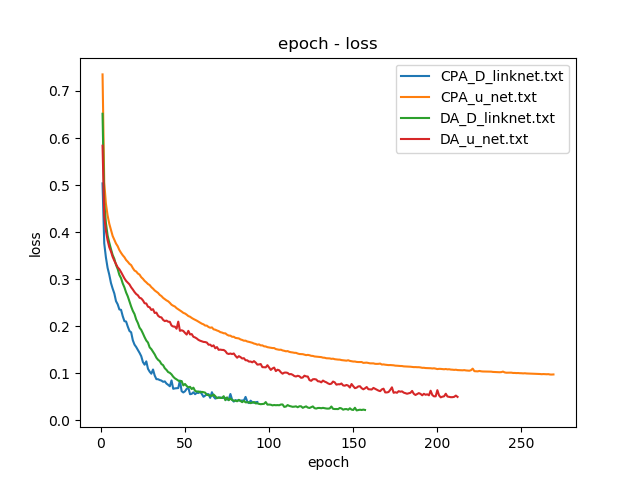 epoch - loss
CPA_D_linknet.txt
CPA_u_net.txt
DA_D_linknet.txt
DA_u_net.txt
loss
0.7
0.6
0.5
0.4
0.3
0.2
0.1
0.0
0
50
100
150
200
250
epoch